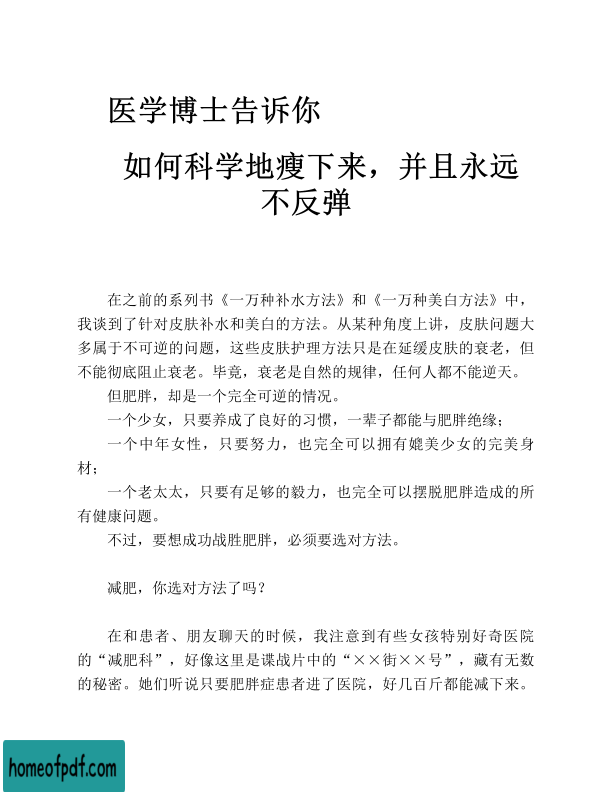 医学博士告诉你
如何科学地瘦下来，并且永远
不反弹
在之前的系列书《一万种补水方法》和《一万种美白方法》中，
我谈到了针对皮肤补水和美白的方法。从某种角度上讲，皮肤问题大
多属于不可逆的问题，这些皮肤护理方法只是在延缓皮肤的衰老，但
不能彻底阻止衰老。毕竟，衰老是自然的规律，任何人都不能逆天。
但肥胖，却是一个完全可逆的情况。
一个少女，只要养成了良好的习惯，一辈子都能与肥胖绝缘；
一个中年女性，只要努力，也完全可以拥有媲美少女的完美身
材；
一个老太太，只要有足够的毅力，也完全可以摆脱肥胖造成的所
有健康问题。
不过，要想成功战胜肥胖，必须要选对方法。
减肥，你选对方法了吗？
在和患者、朋友聊天的时候，我注意到有些女孩特别好奇医院
的“减肥科”，好像这里是谍战片中的“××街××号”，藏有无数
的秘密。她们听说只要肥胖症患者进了医院，好几百斤都能减下来。
homeofpdf.com